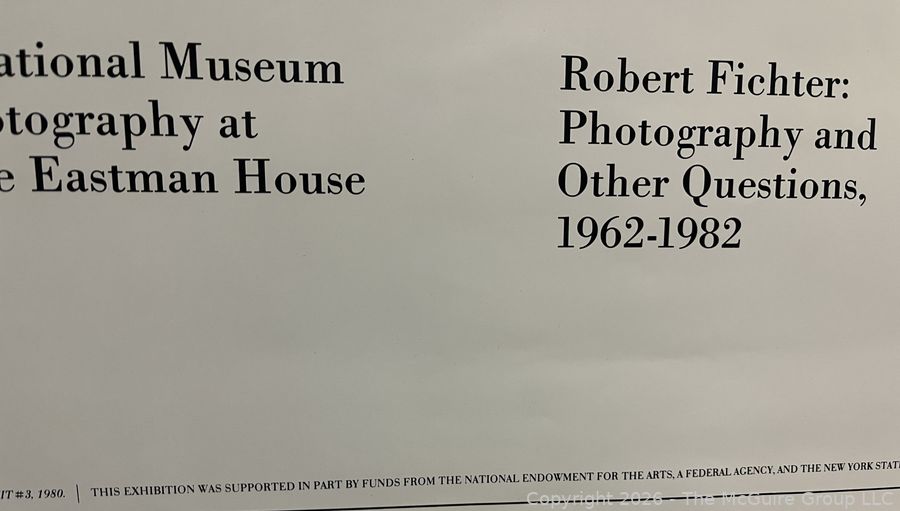 ational Museum
otography at
e Eastman House
Robert Fichter:
Photography and
Other Questions,
1962-1982
IT #3, 1980. | THIS EXHIBITION WAS SUPPORTED IN PART BY FUNDS FROM THE NATIONAL ENDOWMENT FOR THE ARTS, A FEDERAL AGENCY, AND THE NEW YORK STAT
Copyright 2026 - The McGuire Group LLC